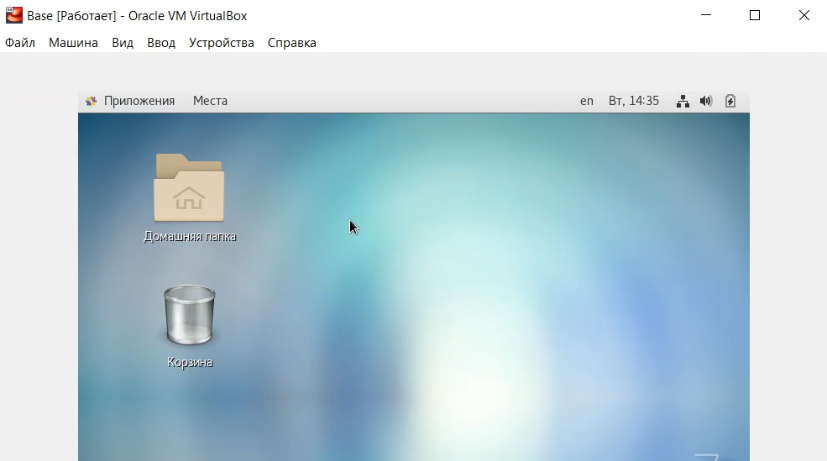 Base [Работает] - Oracle VM VirtualBox
Файл Машина Вид Ввод Устройства Справка
Приложения Места en Вт, 14:35
Домашняя папка
Корзина